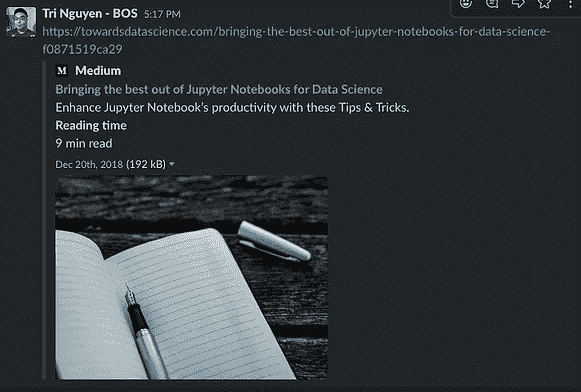 Tri Nguyen - BOS 5:17 PM
https://towardsdatascience.com/bringing-the-best-out-of-jupyter-notebooks-for-data-science-
f0871519ca29
M Medium
Bringing the best out of Jupyter Notebooks for Data Science
Enhance Jupyter Notebook's productivity with these Tips & Tricks.
Reading time
9 min read
Dec 20th, 2018 (192 kB)